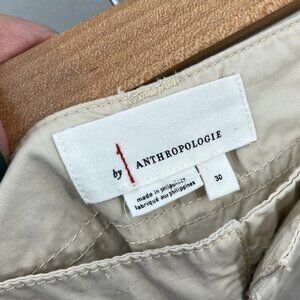 by ANTHROPOLOGIE
30
made in philippines
fabriqué aux philippines